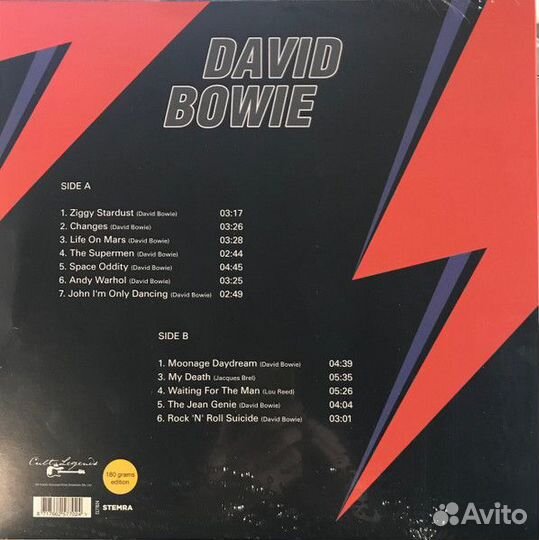 DAVID
BOWIE
SIDE A
1. Ziggy Stardust (David Bowie) 03:17
2. Changes (David Bowie) 03:26
3. Life On Mars (David Bowie) 03:28
4. The Supermen (David Bowie) 02:44
5. Space Oddity (David Bowie) 04:45
6. Andy Warhol (David Bowie) 03:25
7. John I'm Only Dancing (David Bowie) 02:49
SIDE B
1. Moonage Daydream (David Bowie) 04:39
3. My Death (Jacques Brel) 05:35
4. Waiting For The Man (Lou Reed) 05:26
5. The Jean Genie (David Bowie) 04:04
6. Rock 'N' Roll Suicide (David Bowie) 03:01
Cult Legends
180 grams
edition
STEMRA
Avito